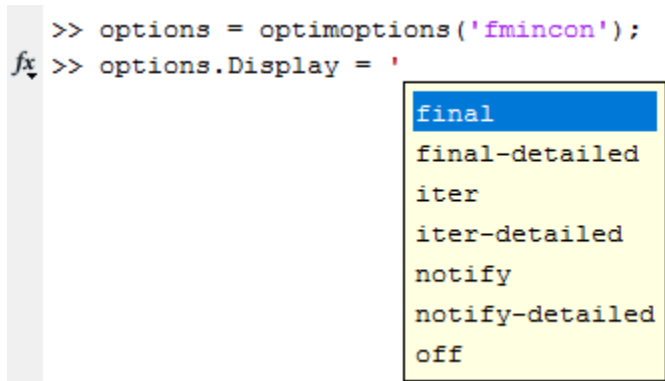 >> options = optimoptions('fmincon');
fx >> options.Display = '
final
final-detailed
iter
iter-detailed
notify
notify-detailed
off